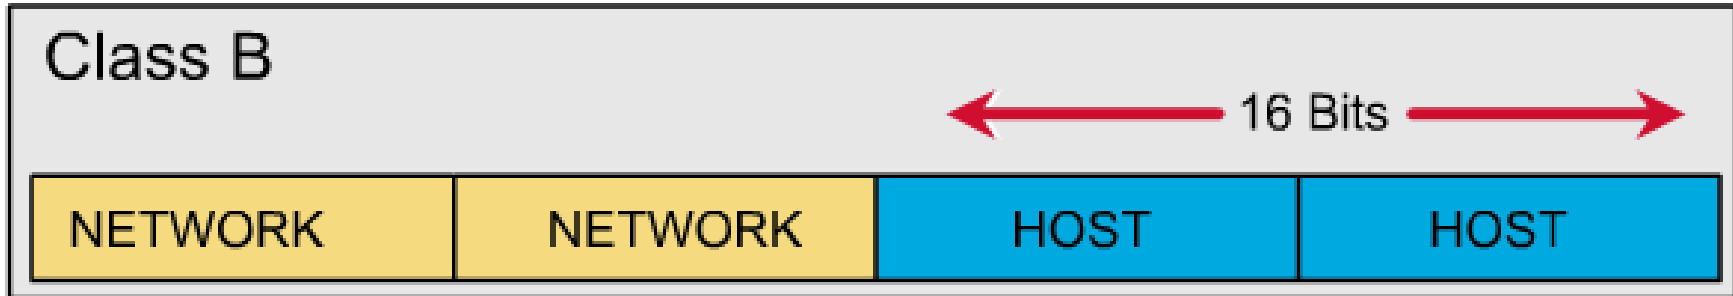 Class B
16 Bits
NETWORK NETWORK HOST HOST